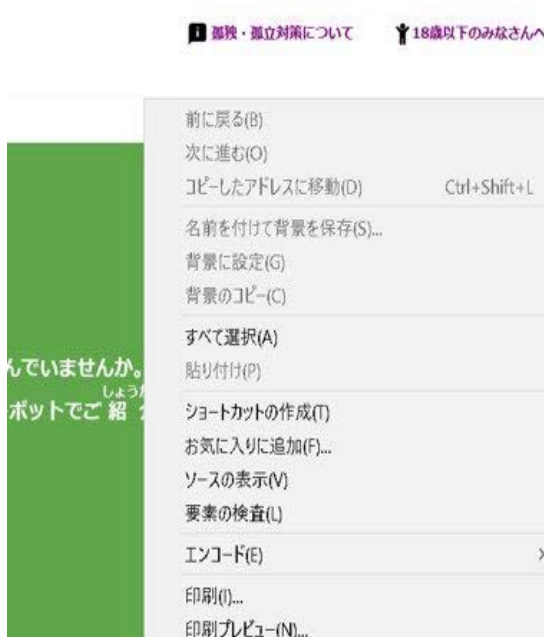 孤独・孤立対策について
18歳以下のみなさんへ
前に戻る(B)
次に進む(O)
コピーしたアドレスに移動(D) Ctrl+Shift+L
名前を付けて背景を保存(S)...
背景に設定(G)
背景のコピー(C)
すべて選択(A)
んでいませんか。
貼り付け(P)
しょう
ボットでご紹
ショートカットの作成(T)
お気に入りに追加(F)...
ソースの表示(V)
要素の検査(L)
エンコード(E)
印刷(I)...
印刷プレビュー(N)...